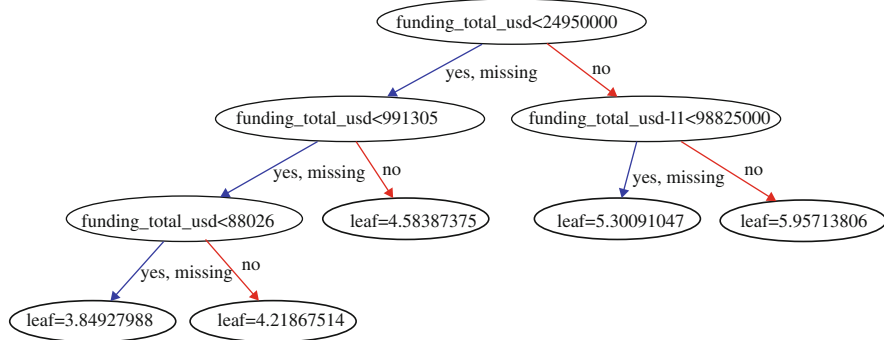 funding_total_usd<24950000
yes, missing
no
funding_total_usd<991305
funding_total_usd-l1<98825000
yes, missing
no
yes, missing
no
funding_total_usd<88026
leaf=4.58387375
leaf=5.30091047
leaf=5.95713806
yes, missing
no
leaf=3.84927988
leaf=4.21867514